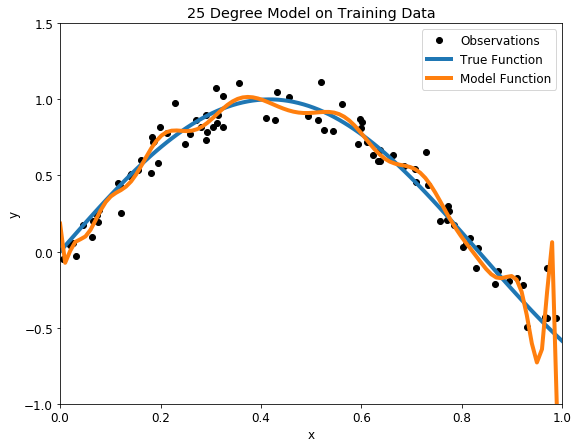 25 Degree Model on Training Data
Observations
True Function
Model Function
1.5
1.0
0.5
0.0
−0.5
−1.0
y
0.0 0.2 0.4 0.6 0.8 1.0
x